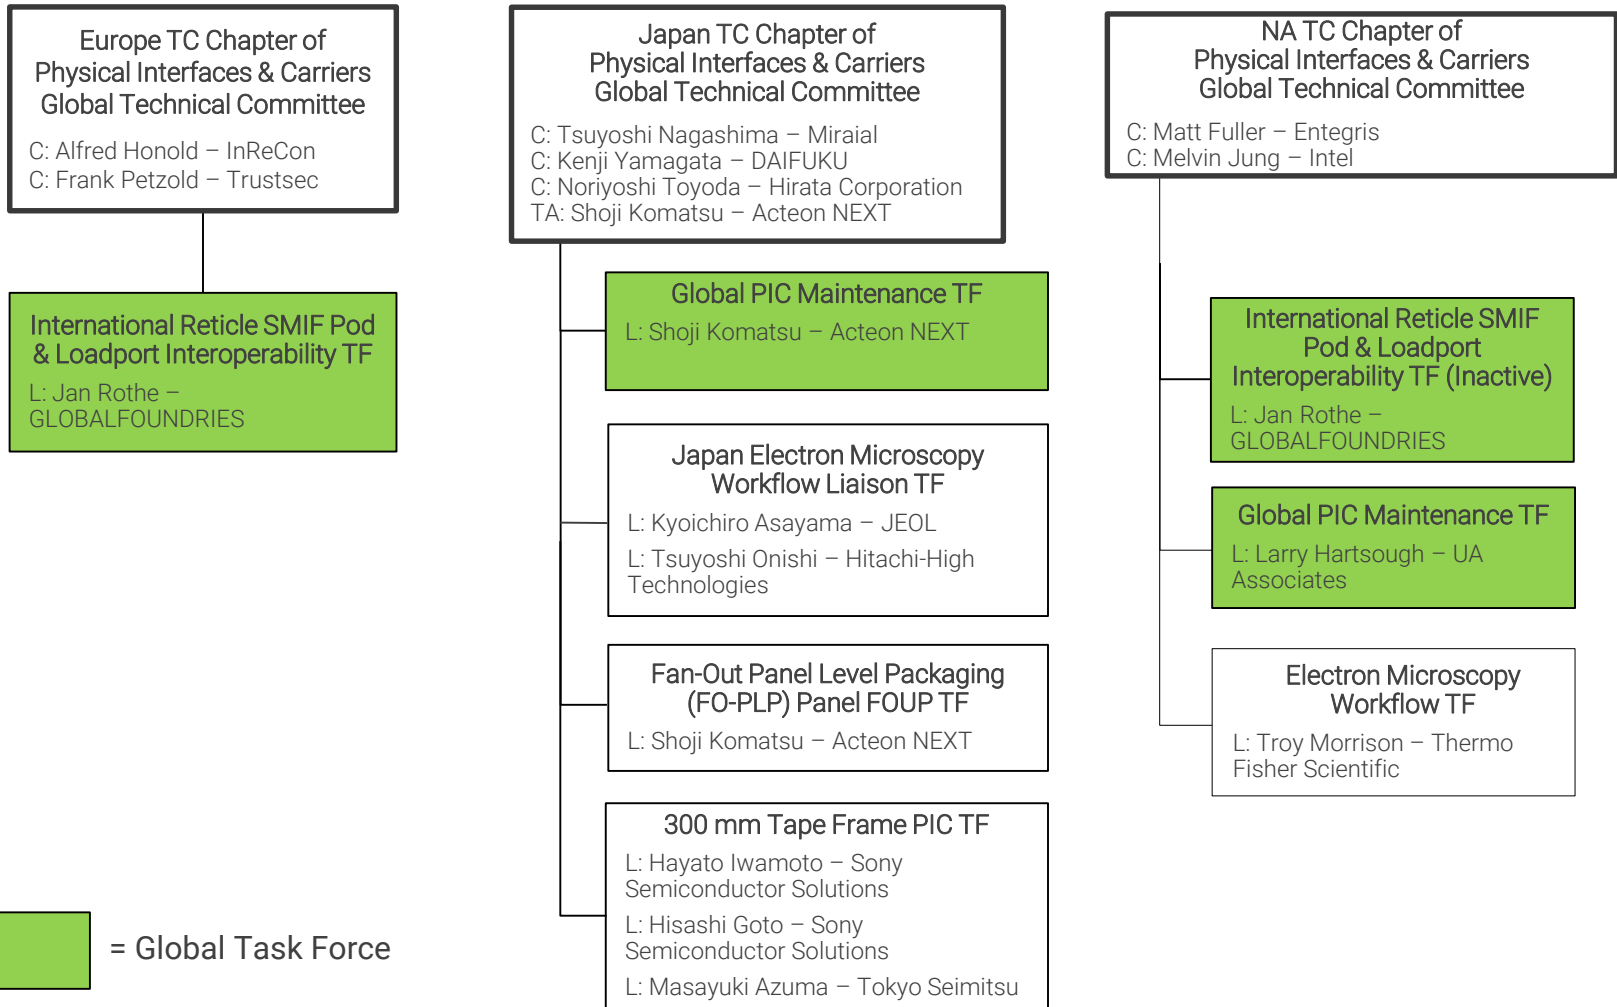 Europe TC Chapter of
Physical Interfaces & Carriers
Global Technical Committee
C: Alfred Honold – InReCon
C: Frank Petzold – Trustsec
International Reticle SMIF Pod
& Loadport Interoperability TF
L: Jan Rothe –
GLOBALFOUNDRIES
Japan TC Chapter of
Physical Interfaces & Carriers
Global Technical Committee
C: Tsuyoshi Nagashima – Miraial
C: Kenji Yamagata – DAIFUKU
C: Noriyoshi Toyoda – Hirata Corporation
TA: Shoji Komatsu – Acteon NEXT
Global PIC Maintenance TF
L: Shoji Komatsu – Acteon NEXT
Japan Electron Microscopy
Workflow Liaison TF
L: Kyoichiro Asayama – JEOL
L: Tsuyoshi Onishi – Hitachi-High
Technologies
Fan-Out Panel Level Packaging
(FO-PLP) Panel FOUP TF
L: Shoji Komatsu – Acteon NEXT
300 mm Tape Frame PIC TF
L: Hayato Iwamoto – Sony
Semiconductor Solutions
L: Hisashi Goto – Sony
Semiconductor Solutions
L: Masayuki Azuma – Tokyo Seimitsu
NA TC Chapter of
Physical Interfaces & Carriers
Global Technical Committee
C: Matt Fuller – Entegris
C: Melvin Jung – Intel
International Reticle SMIF
Pod & Loadport
Interoperability TF (Inactive)
L: Jan Rothe –
GLOBALFOUNDRIES
Global PIC Maintenance TF
L: Larry Hartsough – UA
Associates
Electron Microscopy
Workflow TF
L: Troy Morrison – Thermo
Fisher Scientific
= Global Task Force